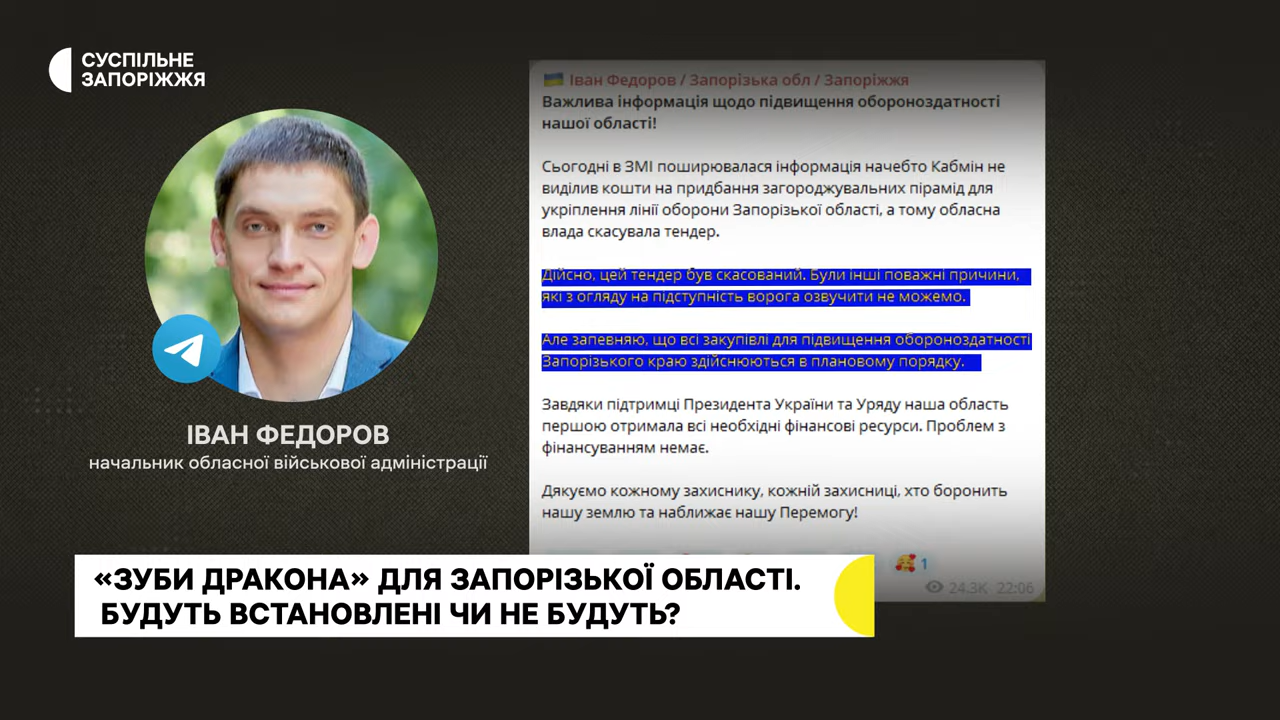 СУСПІЛЬНЕ
ЗАПОРІЖЖЯ
Іван Федоров / Запорізька обл / Запоріжжя
Важлива інформація щодо підвищення обороноздатності
нашої області!
Сьогодні в ЗМІ поширювалася інформація начебто Кабмін не
виділив кошти на придбання загороджувальних пірамід для
укріплення лінії оборони Запорізької області, а тому обласна
влада скасувала тендер.
Дійсно, цей тендер був скасований. Були інші поважні причини,
які з огляду на підступність ворога озвучити не можемо.
Але запевняю, що всі закупівлі для підвищення обороноздатності
Запорізького краю здійснюються в плановому порядку.
Завдяки підтримці Президента України та Уряду наша область
першою отримала всі необхідні фінансові ресурси. Проблем з
фінансуванням немає.
Дякуємо кожному захиснику, кожній захисниці, хто боронить
нашу землю та наближає нашу Перемогу!
1
24.3K 22:06
ІВАН ФЕДОРОВ
начальник обласної військової адміністрації
«ЗУБИ ДРАКОНА» ДЛЯ ЗАПОРІЗЬКОЇ ОБЛАСТІ.
БУДУТЬ ВСТАНОВЛЕНІ ЧИ НЕ БУДУТЬ?